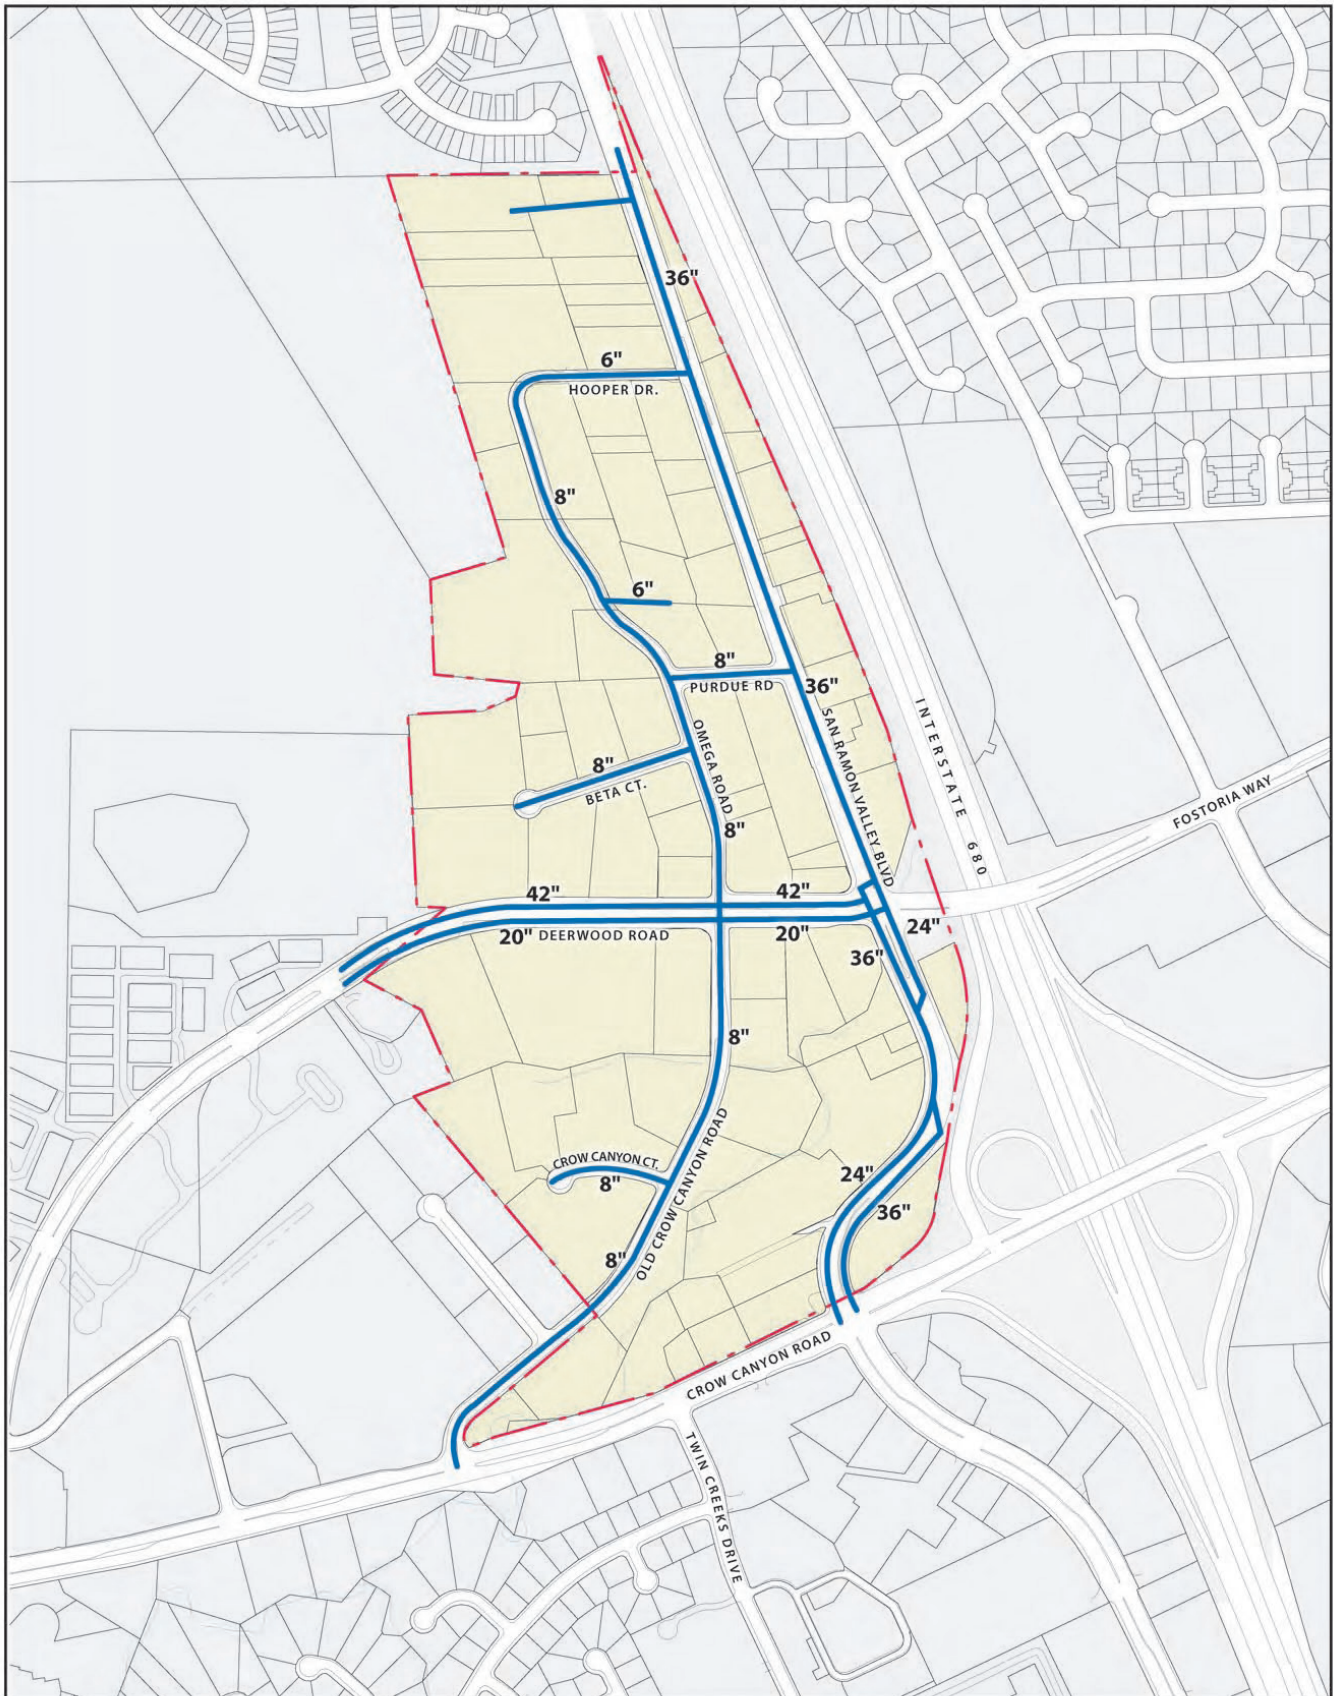 36"
6"
HOOPER DR.
8"
6"
8"
PURDUE RD
36"
SAN RAMON VALLEY BLVD
INTERSTATE 680
OMEGA ROAD
8"
BETA CT.
FOSTORIA WAY
8"
42"
42"
24"
20"
DEERWOOD ROAD
20"
36"
8"
CROW CANYON CT.
8"
OLD CROW CANYON ROAD
24"
36"
8"
CROW CANYON ROAD
TWIN CREEKS DRIVE